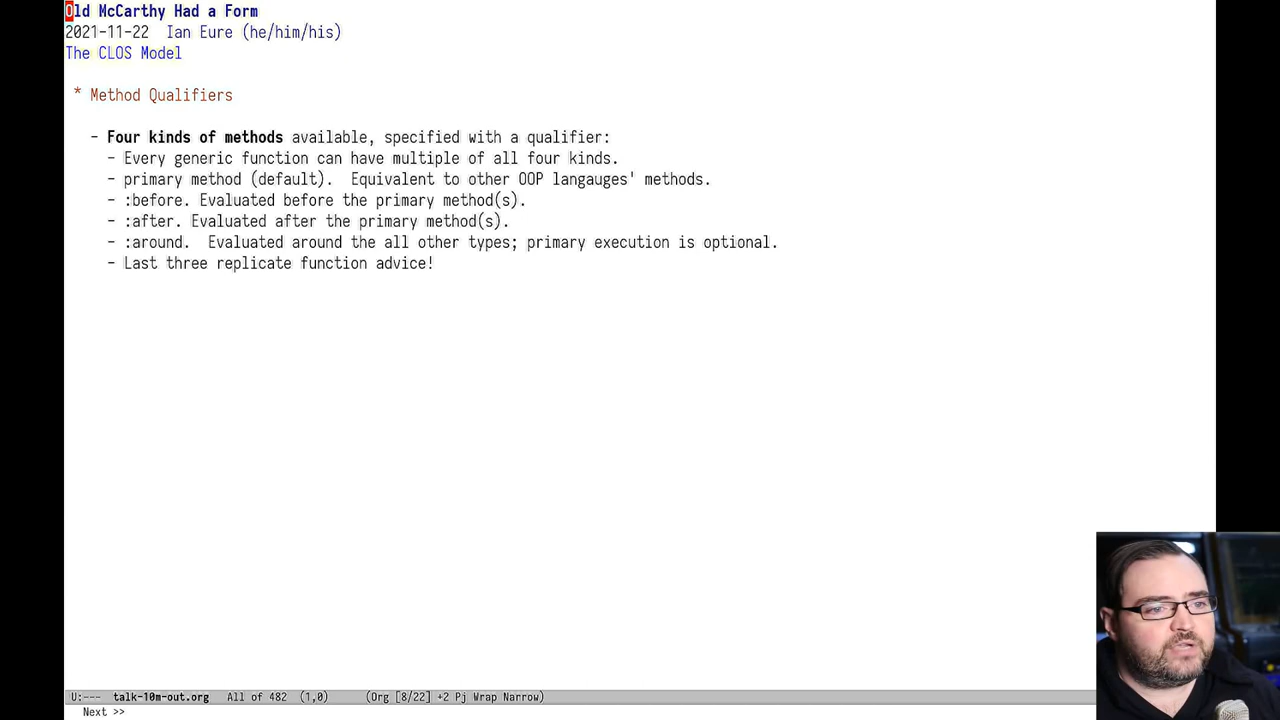 Old McCarthy Had a Form
2021-11-22  Ian Eure (he/him/his)
The CLOS Model
* Method Qualifiers
- Four kinds of methods available, specified with a qualifier:
- Every generic function can have multiple of all four kinds.
- primary method (default).  Equivalent to other OOP langauges' methods.
- :before. Evaluated before the primary method(s).
- :after. Evaluated after the primary method(s).
- :around.  Evaluated around the all other types; primary execution is optional.
- Last three replicate function advice!
U:---  talk-10m-out.org   All of 482  (1,0)      (Org [8/22] +2 Pj Wrap Narrow)
Next >>